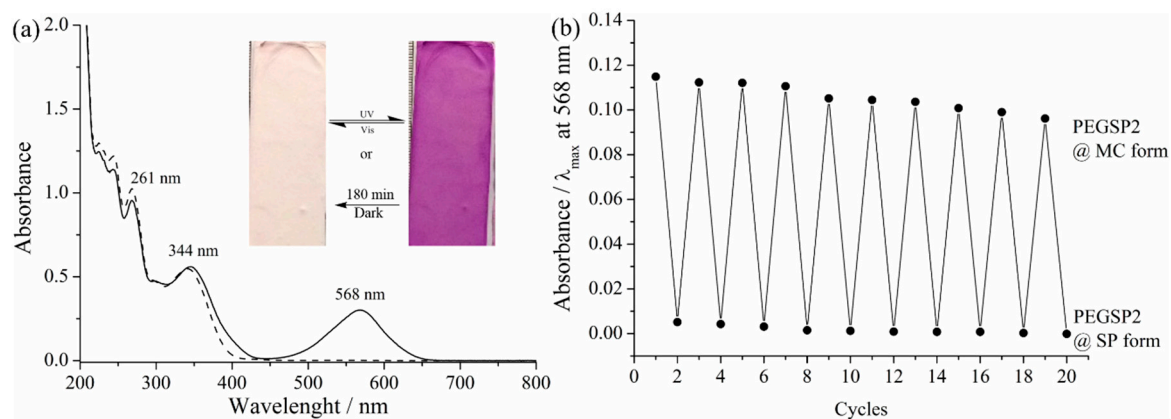 (a)
2.0
1.5
1.0
0.5
0.0
Absorbance
261 nm
344 nm
568 nm
UV
Vis
or
180 min
Dark
200 300 400 500 600 700 800
Wavelenght / nm
(b)
0.14
0.12
0.10
0.08
0.06
0.04
0.02
0.00
Absorbance / λmax at 568 nm
PEGSP2
@ MC form
PEGSP2
@ SP form
0 2 4 6 8 10 12 14 16 18 20
Cycles